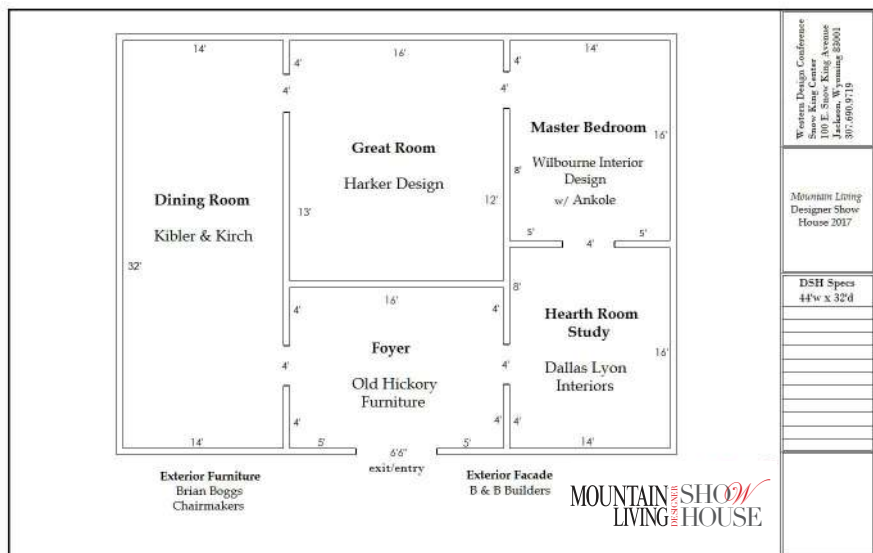 14'
16'
14'
4'
4'
4'
4'
Great Room
Harker Design
13'
12'
Master Bedroom
Wilbourne Interior
Design
w/ Ankole
16'
8'
5'
4'
5'
Dining Room
Kibler & Kirch
32'
14'
16'
4'
4'
Foyer
Old Hickory
Furniture
4'
4'
4'
4'
5'
6'6"
5'
exit/entry
8'
Hearth Room
Study
Dallas Lyon
Interiors
16'
4'
14'
Exterior Furniture
Brian Boggs
Chairmakers
Exterior Facade
B & B Builders
MOUNTAIN LIVING DESIGNER SHOW HOUSE
Western Design Conference
Snow King Center
100 E. Snow King Avenue
Jackson, Wyoming 83001
307.690.9719
Mountain Living
Designer Show
House 2017
DSH Specs
44'w x 32'd